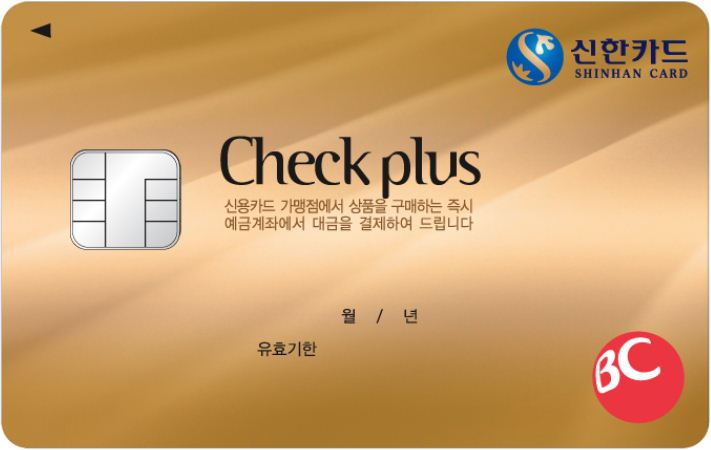 신한카드
SHINHAN CARD
Check plus
신용카드 가맹점에서 상품을 구매하는 즉시
예금계좌에서 대금을 결제하여 드립니다
월 / 년
유효기한
BC